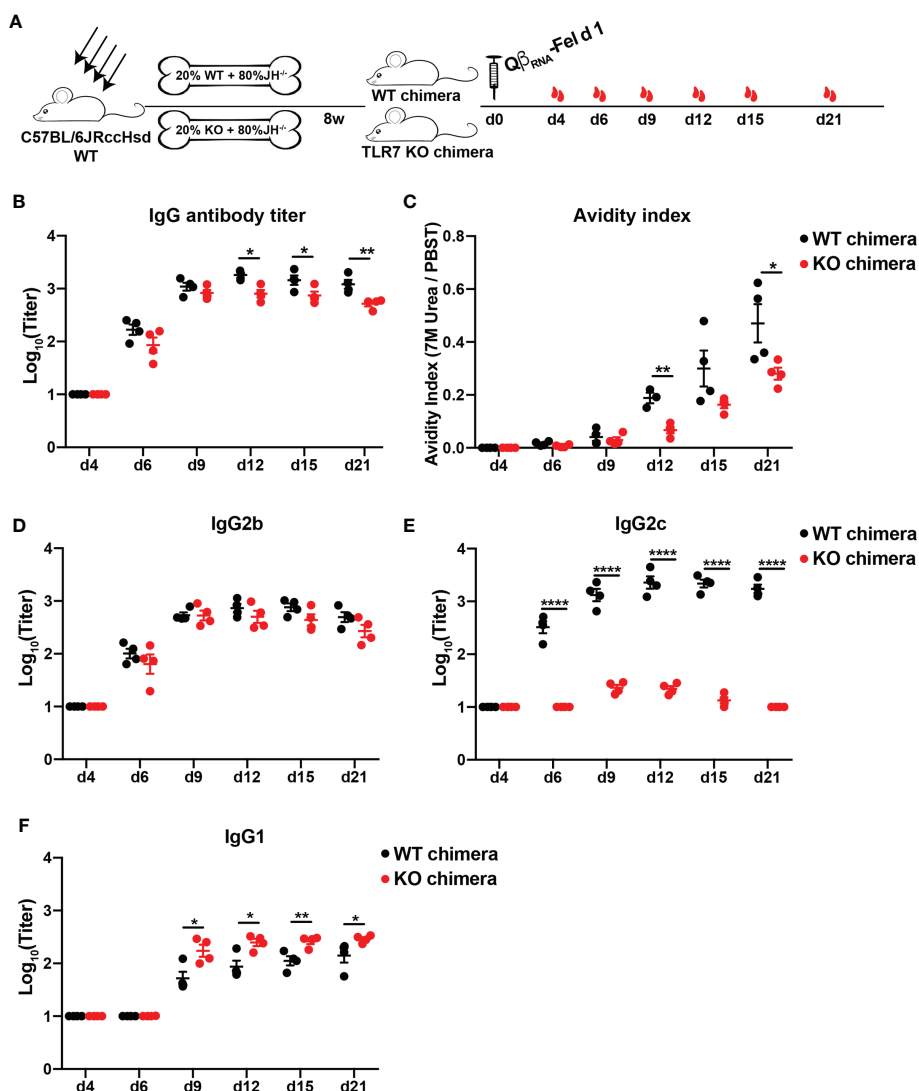 A
C57BL/6JRccHsd
WT
20% WT + 80%JH-/-
20% KO + 80%JH-/-
8w
WT chimera
TLR7 KO chimera
QβRNA-Fel d 1
d0 d4 d6 d9 d12 d15 d21
B
IgG antibody titer
Log10(Titer)
4
3
2
1
0
* * **
d4 d6 d9 d12 d15 d21
C
Avidity index
Avidity Index (7M Urea / PBST)
0.8
0.6
0.4
0.2
0.0
** *
d4 d6 d9 d12 d15 d21
WT chimera
KO chimera
D
IgG2b
Log10(Titer)
4
3
2
1
0
d4 d6 d9 d12 d15 d21
E
IgG2c
Log10(Titer)
4
3
2
1
0
**** **** **** **** ****
d4 d6 d9 d12 d15 d21
WT chimera
KO chimera
F
IgG1
Log10(Titer)
4
3
2
1
0
* * ** *
d4 d6 d9 d12 d15 d21
WT chimera
KO chimera